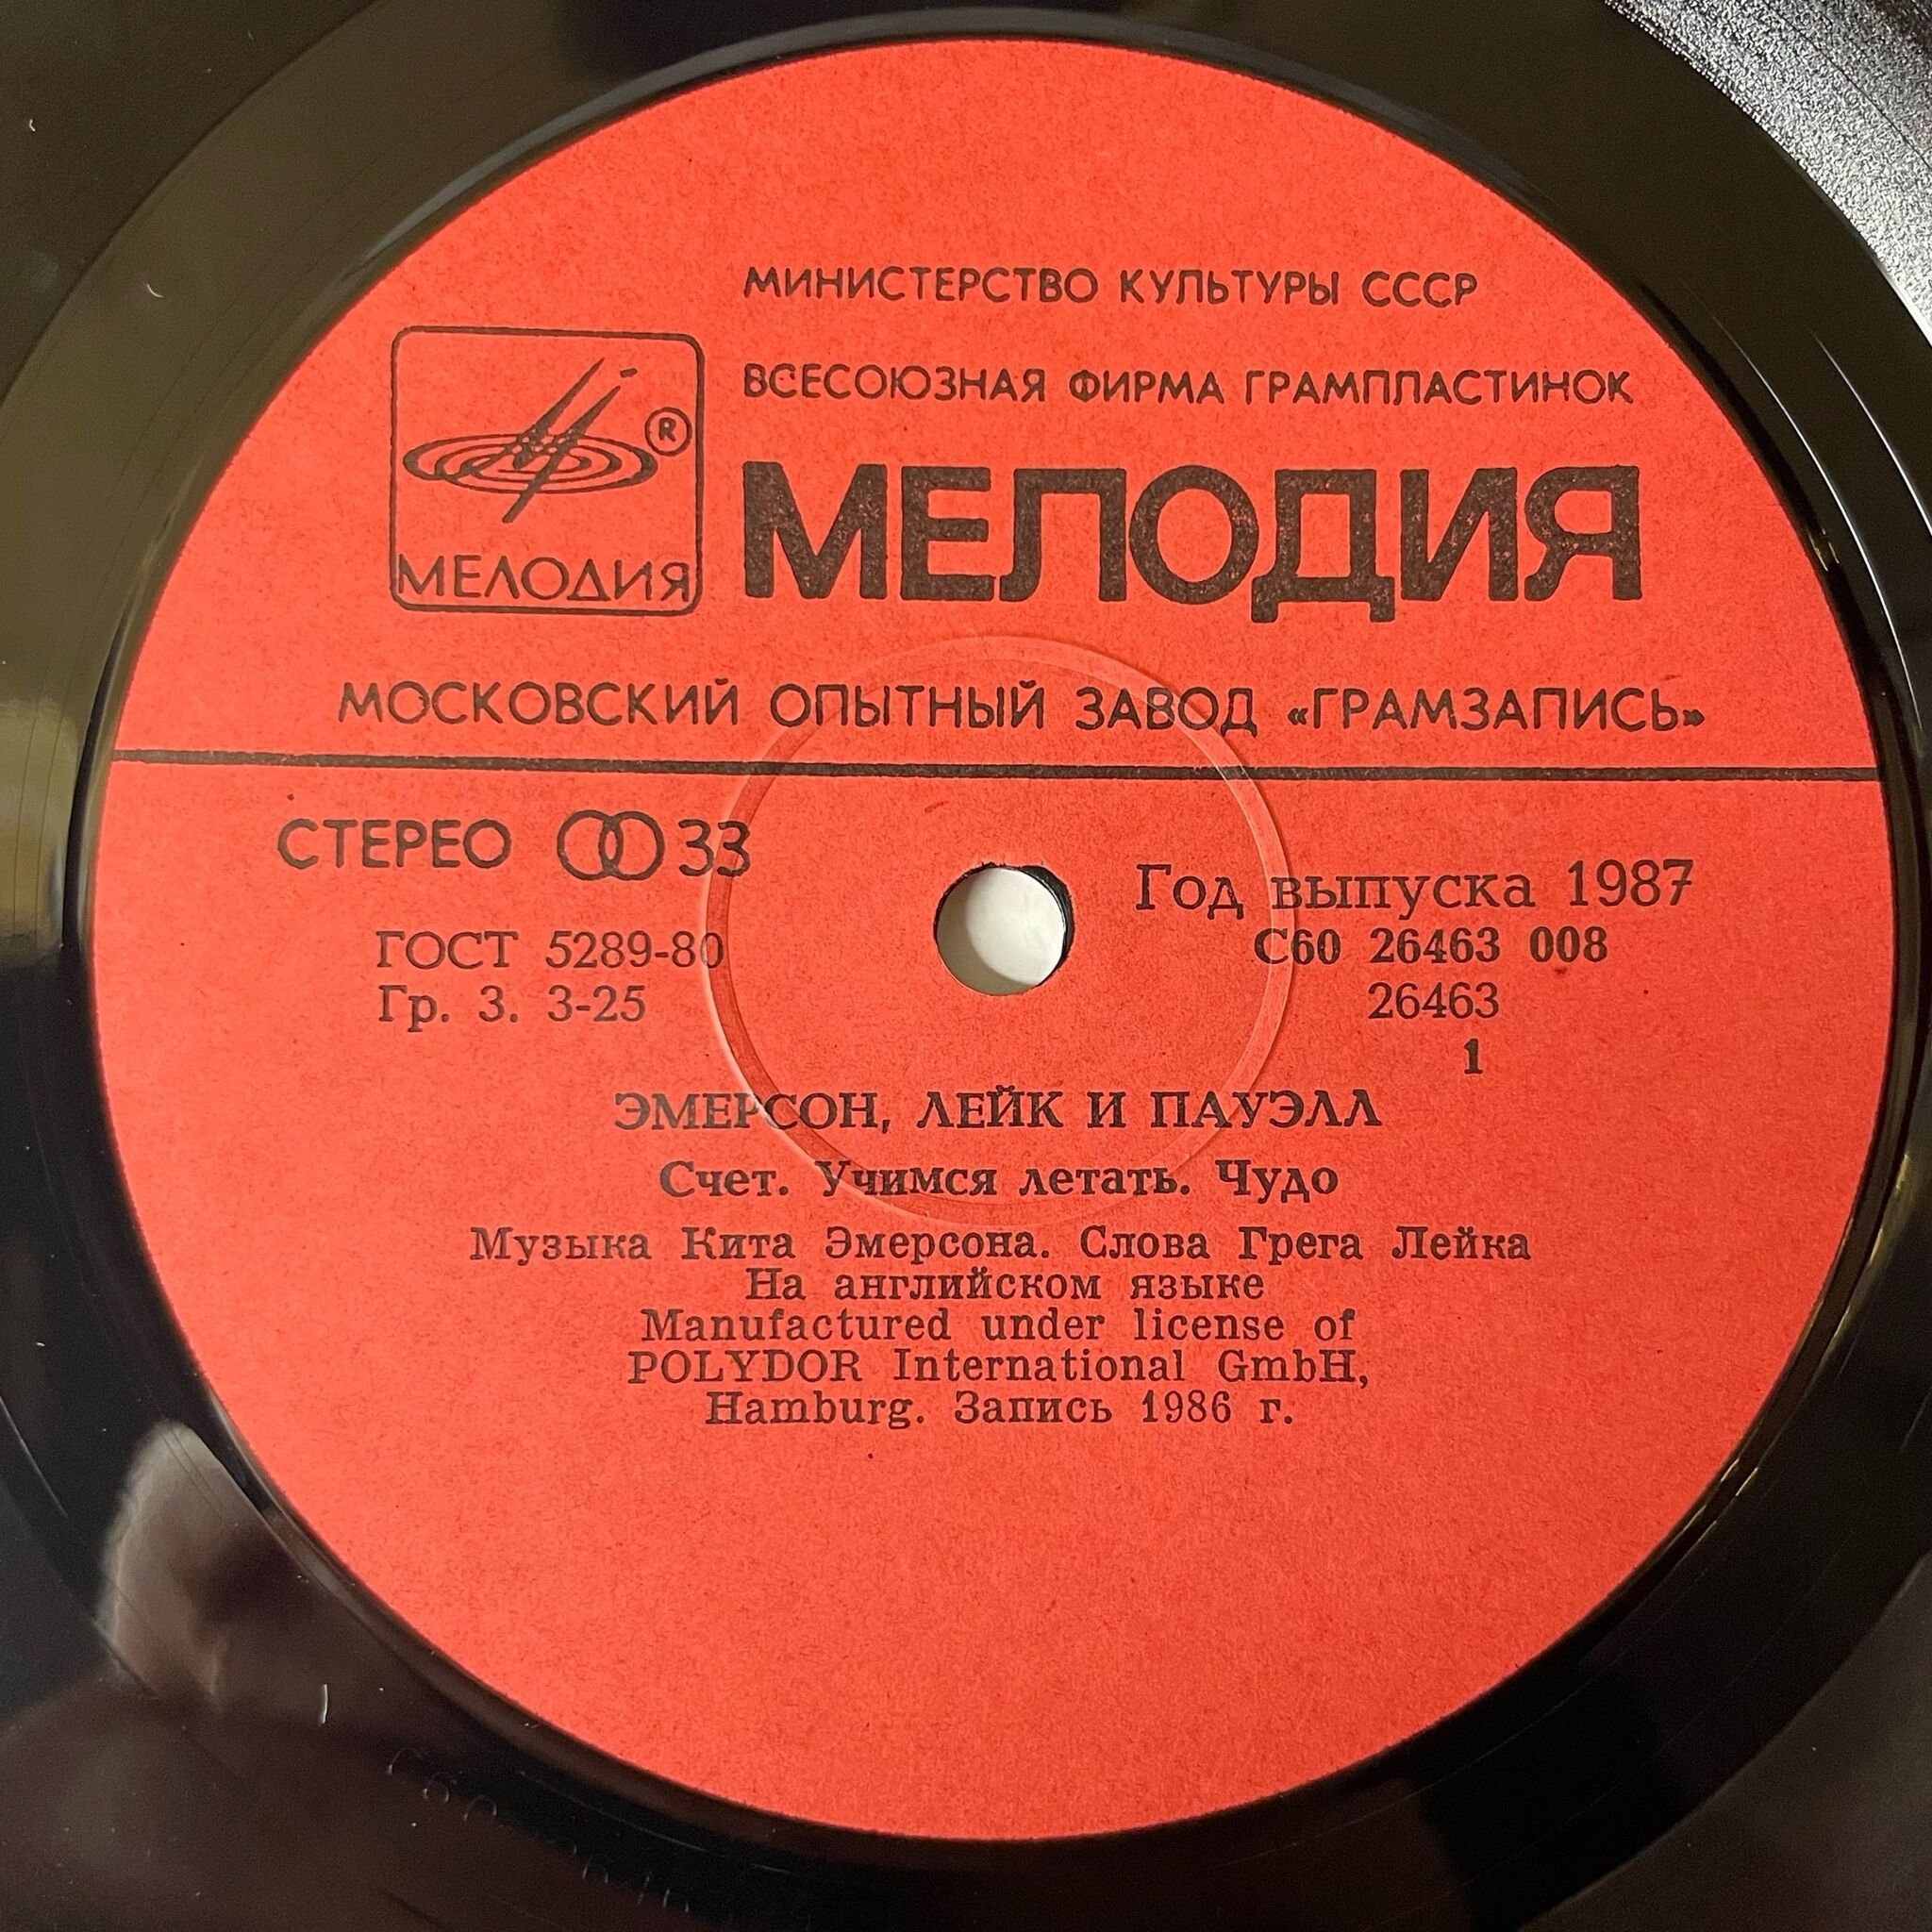 МИНИСТЕРСТВО КУЛЬТУРЫ СССР
ВСЕСОЮЗНАЯ ФИРМА ГРАМПЛАСТИНОК
®
МЕЛОДИЯ
МЕЛОДИЯ
МОСКОВСКИЙ ОПЫТНЫЙ ЗАВОД «ГРАМЗАПИСЬ»
СТЕРЕО 33
Год выпуска 1987
ГОСТ 5289-80
С60 26463 008
Гр. 3. 3-25
26463
1
ЭМЕРСОН, ЛЕЙК И ПАУЭЛЛ
Счет. Учимся летать. Чудо
Музыка Кита Эмерсона. Слова Грега Лейка
На английском языке
Manufactured under license of
POLYDOR International GmbH,
Hamburg. Запись 1986 г.